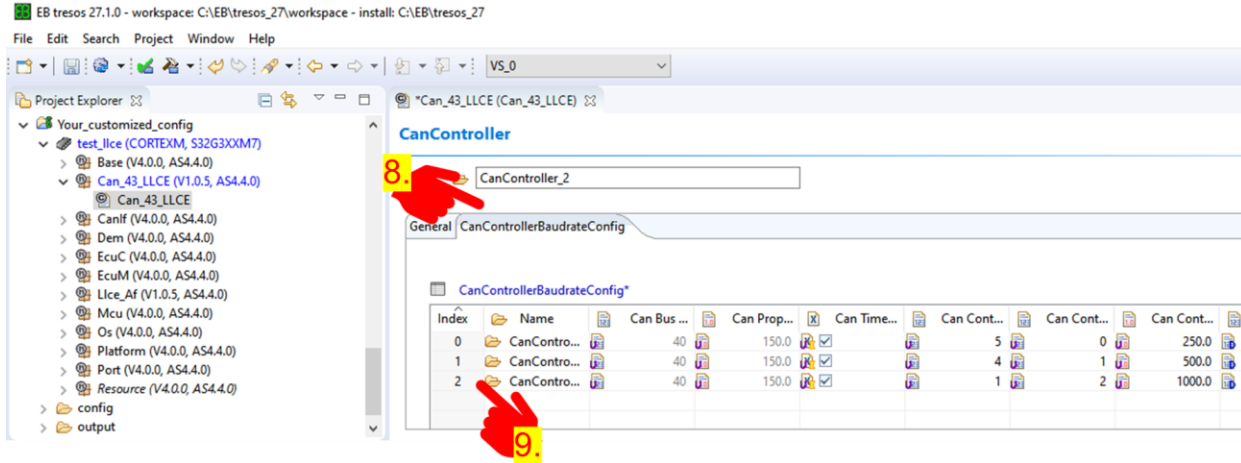 EB tresos 27.1.0 - workspace: C:\EB\tresos_27\workspace - install: C:\EB\tresos_27
File Edit Search Project Window Help
VS_0
Project Explorer
Your_customized_config
test_llce (CORTEXM, S32G3XXM7)
Base (V4.0.0, AS4.4.0)
Can_43_LLCE (V1.0.5, AS4.4.0)
Can_43_LLCE
CanIf (V4.0.0, AS4.4.0)
Dem (V4.0.0, AS4.4.0)
EcuC (V4.0.0, AS4.4.0)
EcuM (V4.0.0, AS4.4.0)
Llce_Af (V1.0.5, AS4.4.0)
Mcu (V4.0.0, AS4.4.0)
Os (V4.0.0, AS4.4.0)
Platform (V4.0.0, AS4.4.0)
Port (V4.0.0, AS4.4.0)
Resource (V4.0.0, AS4.4.0)
config
output
*Can_43_LLCE (Can_43_LLCE)
CanController
8.
CanController_2
General CanControllerBaudrateConfig
CanControllerBaudrateConfig*
Index Name Can Bus ... Can Prop... Can Time... Can Cont... Can Cont... Can Cont...
0 CanContro... 40 150.0 5 0 250.0
1 CanContro... 40 150.0 4 1 500.0
2 CanContro... 40 150.0 1 2 1000.0
9.